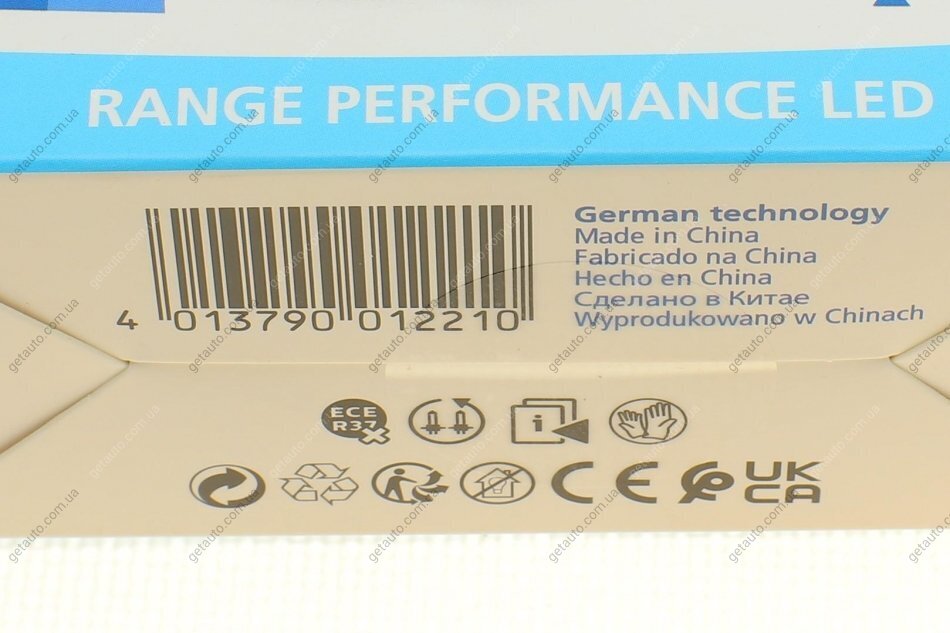 RANGE PERFORMANCE LED
4 013790 012210
German technology
Made in China
Fabricado na China
Hecho en China
Сделано в Китае
Wyprodukowano w Chinach
ECE
R37
i
CE
UK
CA
getauto.com.ua